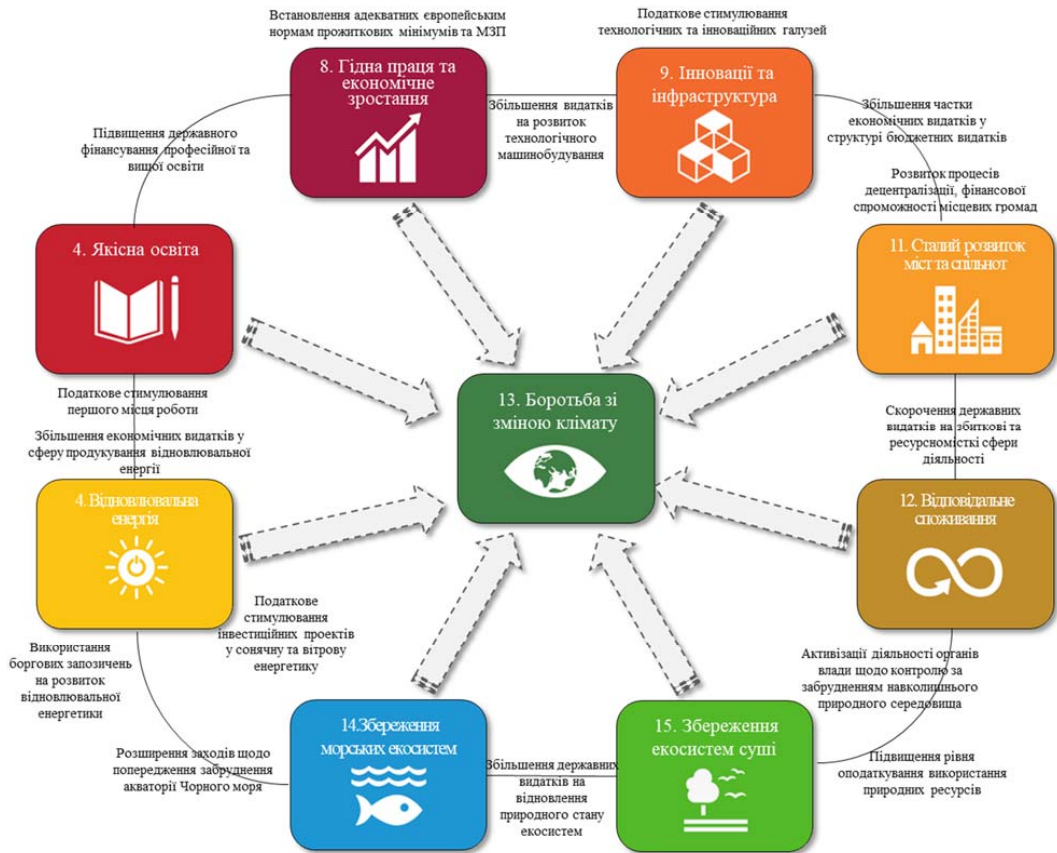 Встановлення адекватних європейським
нормам прожиткових мінімумів та МЗП
Податкове стимулювання
технологічних та інноваційних галузей
8. Гідна праця та
економічне
зростання
9. Інновації та
інфраструктура
Збільшення видатків
на розвиток
технологічного
машинобудування
Підвищення державного
фінансування професійної та
вищої освіти
Збільшення частки
економічних видатків у
структурі бюджетних видатків
Розвиток процесів
децентралізації, фінансової
спроможності місцевих громад
4. Якісна освіта
11. Сталий розвиток
міст та спільнот
13. Боротьба зі
зміною клімату
Податкове стимулювання
першого місця роботи
Збільшення економічних видатків у
сферу продукування відновлювальної
енергії
Скорочення державних
видатків на збиткові та
ресурсномісткі сфери
діяльності
4. Відновлювальна
енергія
12. Відповідальне
споживання
Податкове
стимулювання
інвестиційних проектів
у сонячну та вітрову
енергетику
Використання
боргових запозичень
на розвиток
відновлювальної
енергетики
Активізації діяльності органів
влади щодо контролю за
забрудненням навколишнього
природного середовища
14.Збереження
морських екосистем
15. Збереження
екосистем суші
Розширення заходів щодо
попередження забруднення
акваторії Чорного моря
Збільшення державних
видатків на
відновлення
природного стану
екосистем
Підвищення рівня
оподаткування використання
природних ресурсів